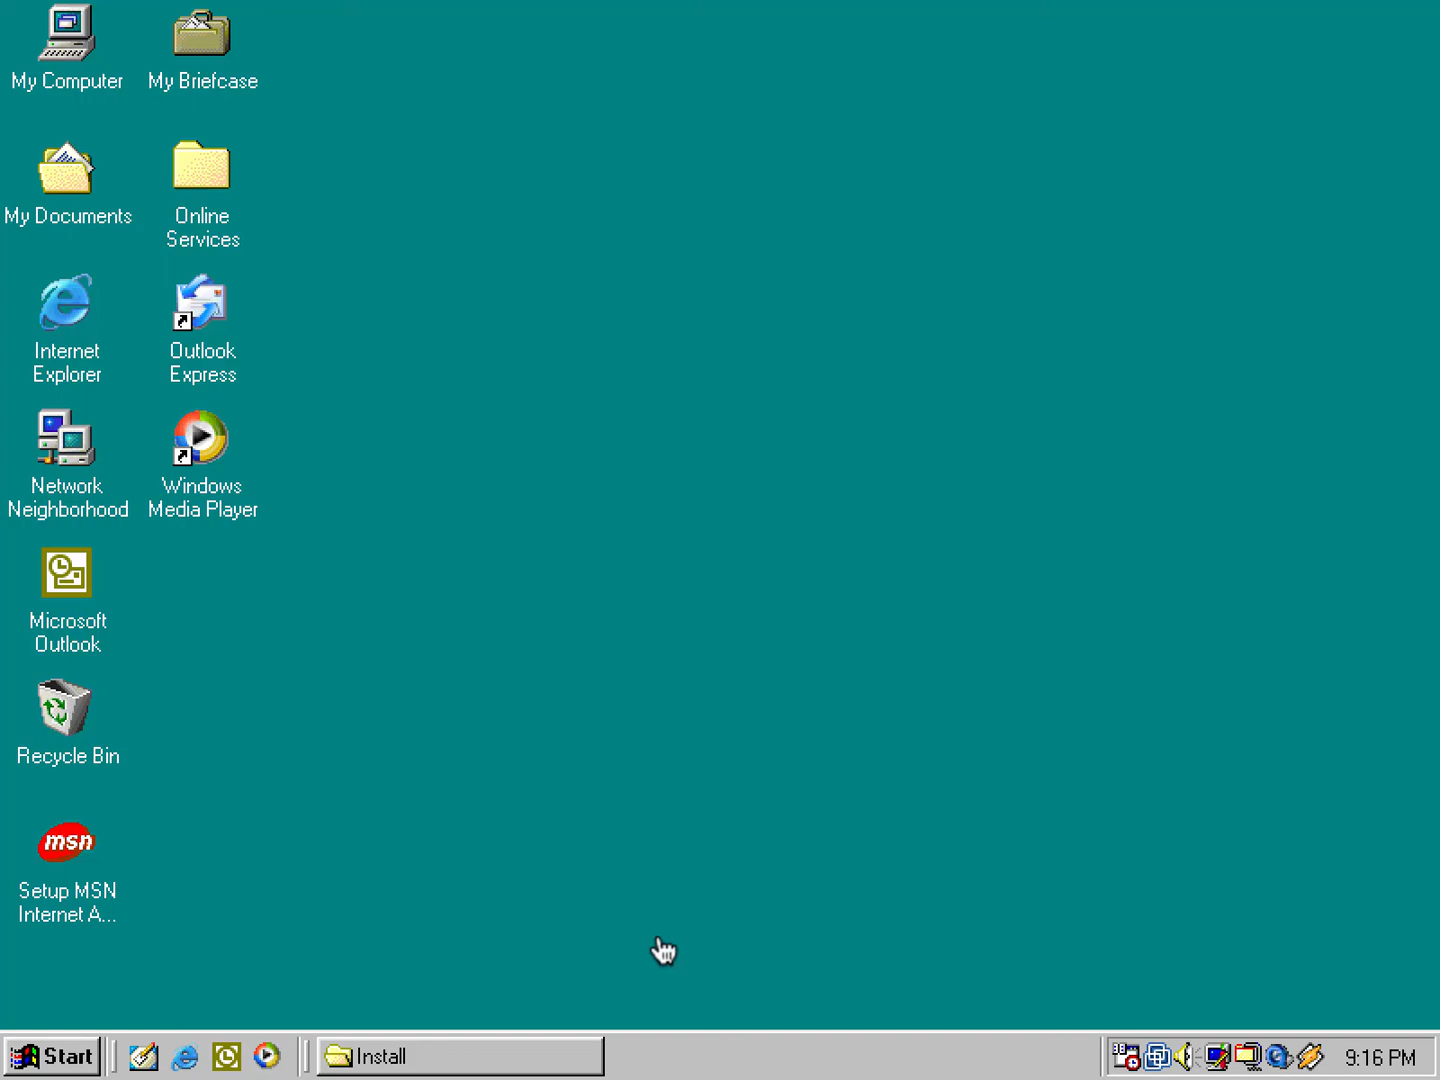 My Computer
My Briefcase
My Documents
Online
Services
Internet
Explorer
Outlook
Express
Network
Neighborhood
Windows
Media Player
Microsoft
Outlook
Recycle Bin
msn
Setup MSN
Internet A...
Start
Install
9:16 PM